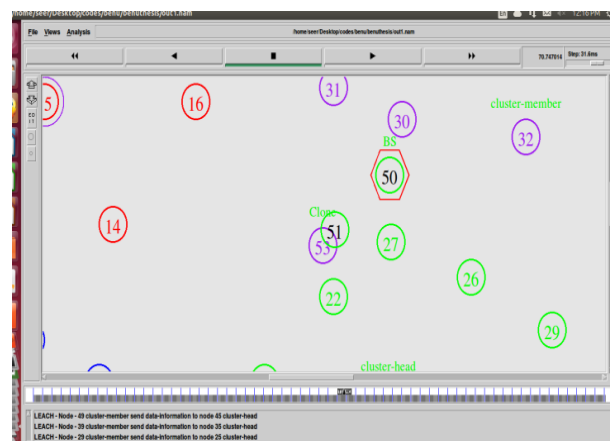 /home/seer/Desktop/codes/benu/benuthesis/out1.nam
12:16 PM
File Views Analysis
/home/seer/Desktop/codes/benu/benuthesis/out1.nam
70.747014
Step: 31.6ms
31
5
16
30
cluster-member
32
BS
50
Clone
14
51
53
27
26
22
29
cluster-head
LEACH - Node - 49 cluster-member send data-information to node 45 cluster-head
LEACH - Node - 39 cluster-member send data-information to node 35 cluster-head
LEACH - Node - 29 cluster-member send data-information to node 25 cluster-head